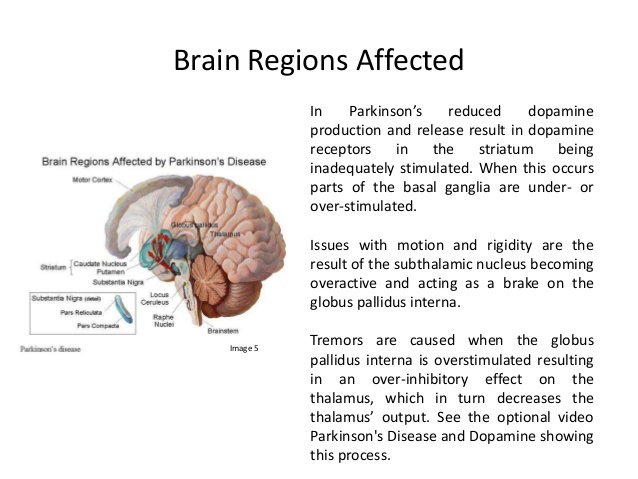 Brain Regions Affected
Brain Regions Affected by Parkinson's Disease
Motor Cortex
Globus pallidus
Thalamus
Striatum
Caudate Nucleus
Putamen
Substantia Nigra
Substantia Nigra (detail)
Pars Reticulata
Pars Compacta
Locus
Ceruleus
Raphe
Nuclei
Brainstem
Parkinson's disease
Image 5
In Parkinson’s reduced dopamine
production and release result in dopamine
receptors in the striatum being
inadequately stimulated. When this occurs
parts of the basal ganglia are under- or
over-stimulated.
Issues with motion and rigidity are the
result of the subthalamic nucleus becoming
overactive and acting as a brake on the
globus pallidus interna.
Tremors are caused when the globus
pallidus interna is overstimulated resulting
in an over-inhibitory effect on the
thalamus, which in turn decreases the
thalamus’ output. See the optional video
Parkinson's Disease and Dopamine showing
this process.